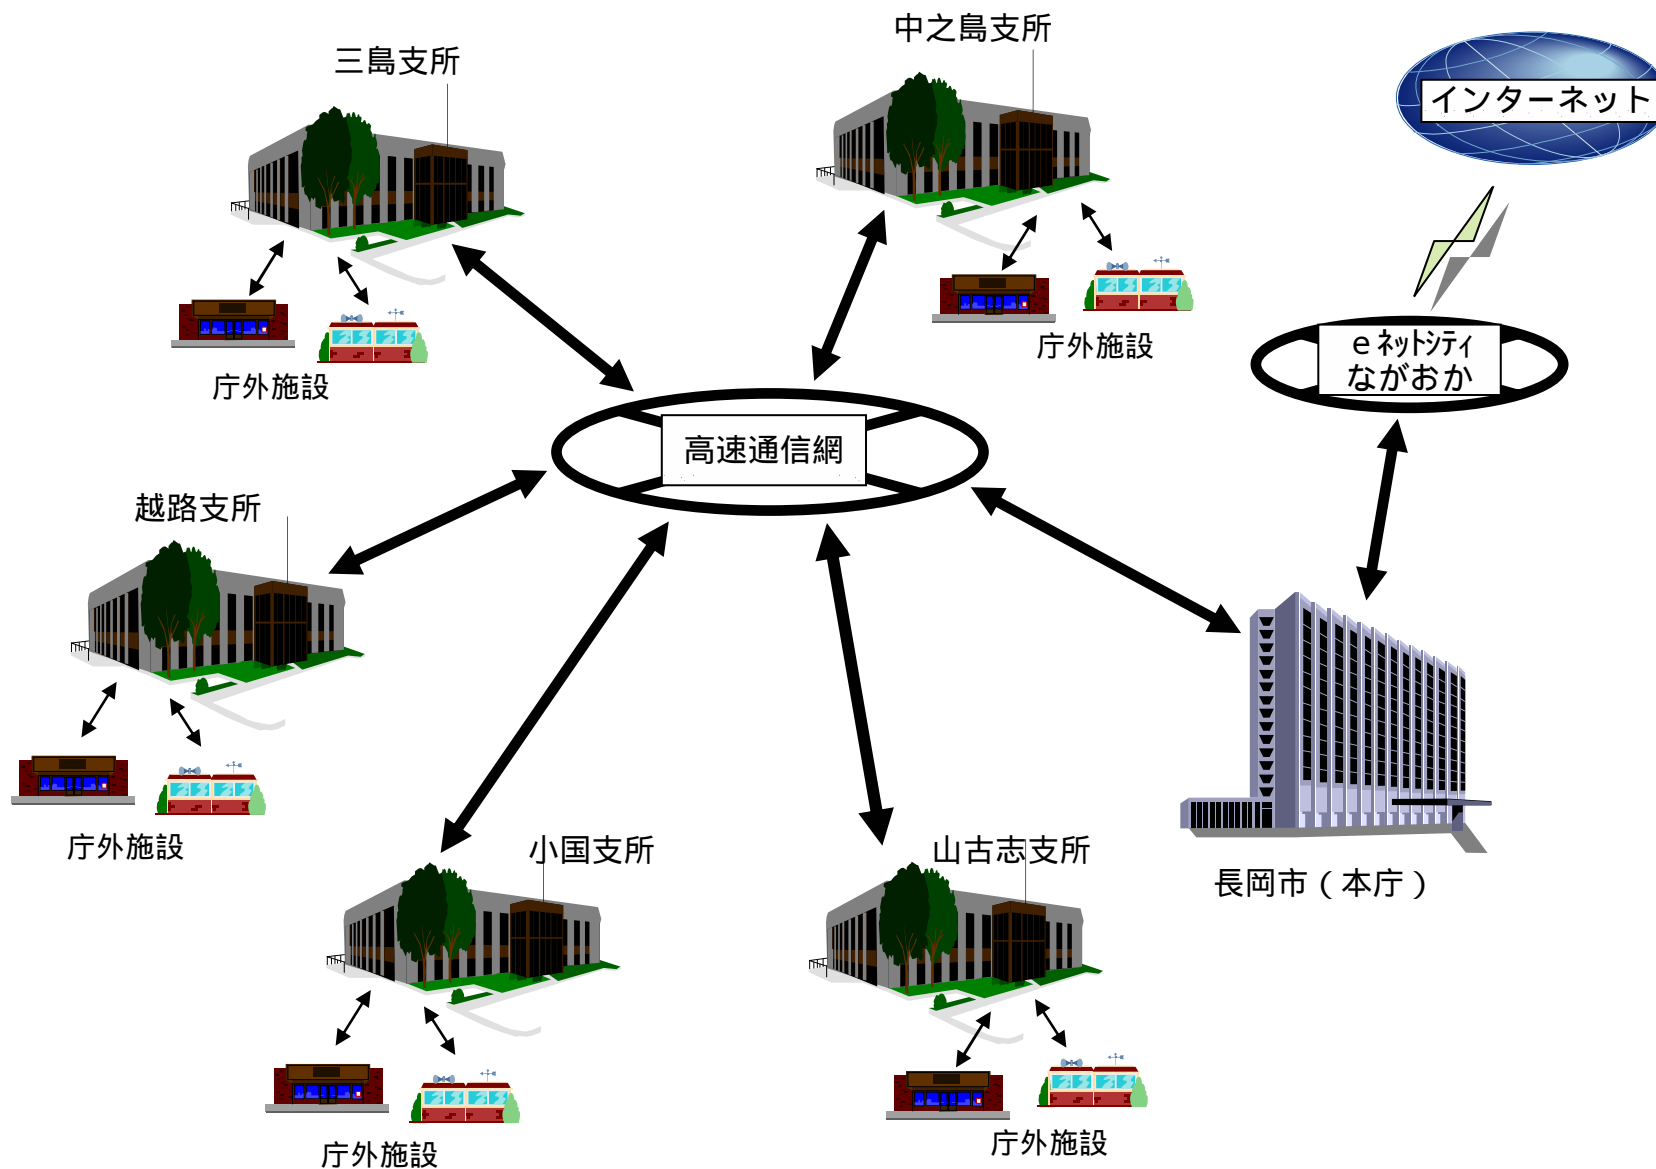 中之島支所
三島支所
インターネット
eネットシティ
ながおか
庁外施設
庁外施設
高速通信網
越路支所
庁外施設
小国支所
山古志支所
長岡市（本庁）
庁外施設
庁外施設